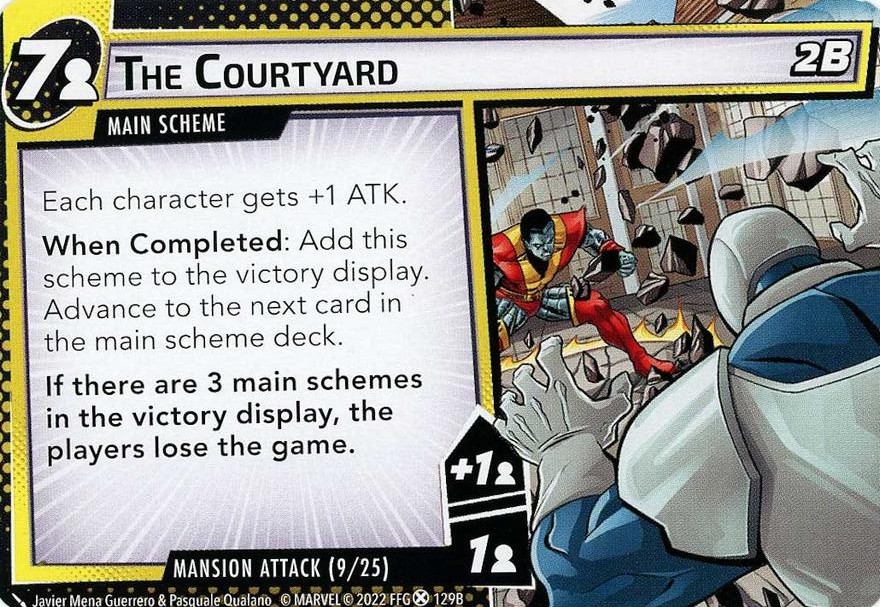 7
THE COURTYARD
2B
MAIN SCHEME
Each character gets +1 ATK.
When Completed: Add this
scheme to the victory display.
Advance to the next card in
the main scheme deck.
If there are 3 main schemes
in the victory display, the
players lose the game.
+1
1
MANSION ATTACK (9/25)
Javier Mena Guerrero & Pasquale Qualano © MARVEL © 2022 FFG 129B